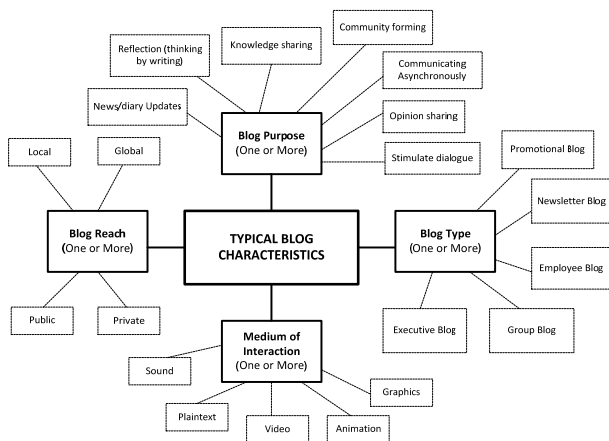 Community forming
Knowledge sharing
Reflection (thinking
by writing)
Communicating
Asynchronously
News/diary Updates
Opinion sharing
Blog Purpose
(One or More)
Stimulate dialogue
Promotional Blog
Local
Global
Newsletter Blog
Blog Reach
(One or More)
TYPICAL BLOG
CHARACTERISTICS
Blog Type
(One or More)
Employee Blog
Public
Private
Executive Blog
Group Blog
Medium of
Interaction
(One or More)
Sound
Graphics
Plaintext
Video
Animation